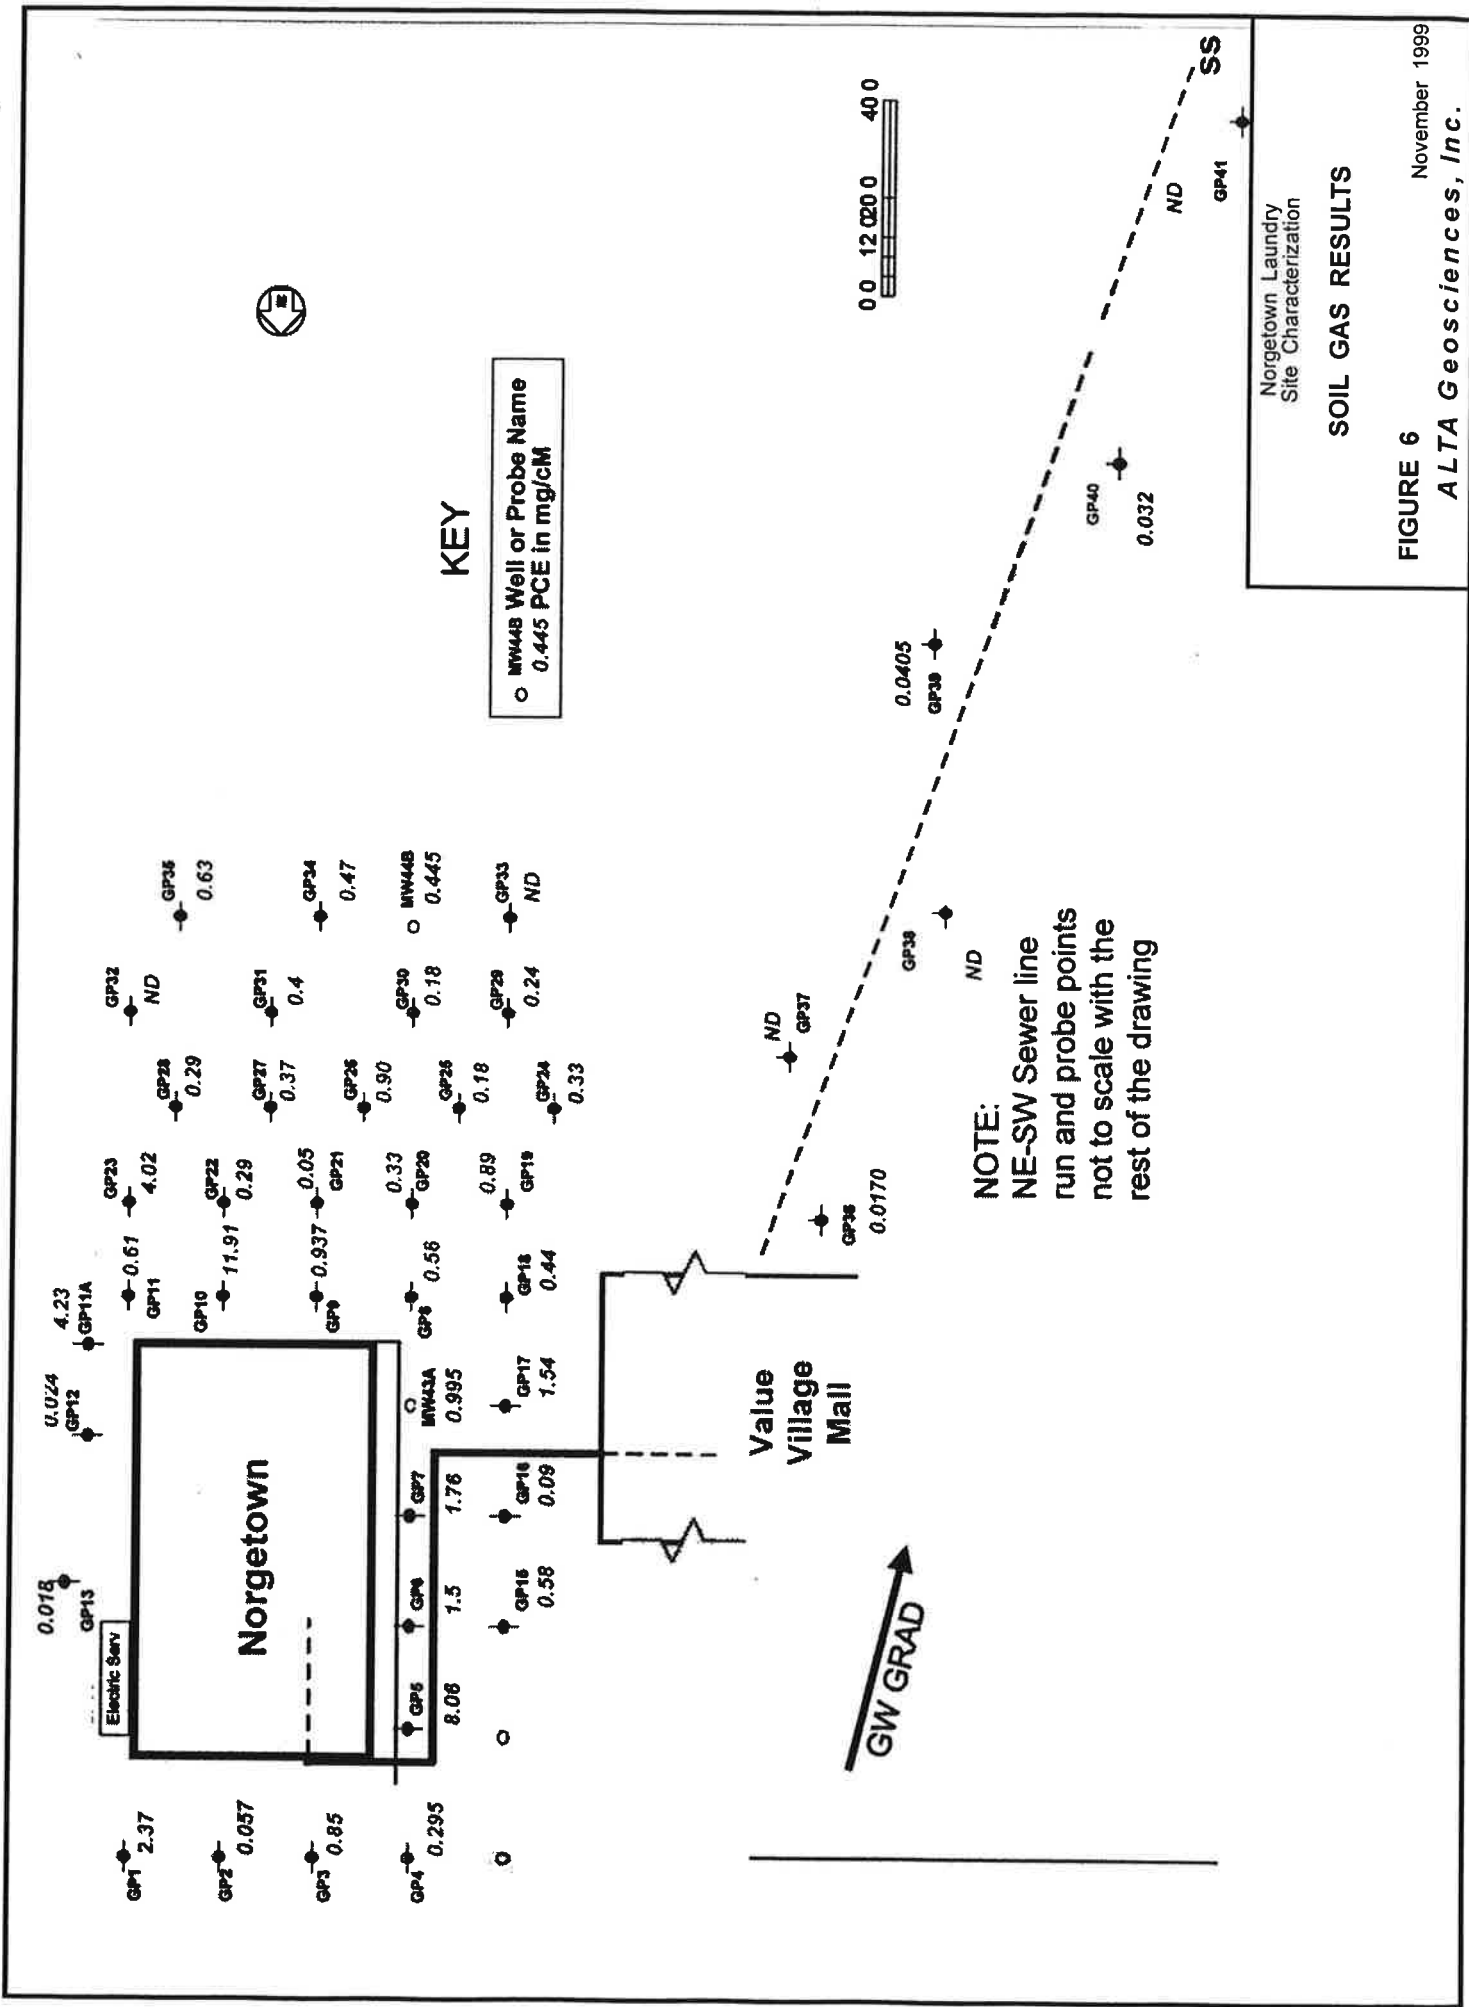 0.018
GP13
0.024
GP12
4.23
GP11A
Electric Serv
Norgetown
GP1
2.37
GP2
0.057
GP3
0.85
GP4
0.295
GP5
8.06
GP6
1.5
GP7
1.76
MW43A
0.995
GP8
0.56
GP9
0.937
GP10
11.91
GP11
0.61
GP15
0.58
GP16
0.09
GP17
1.54
GP18
0.44
0.89
GP19
0.33
GP20
0.05
GP21
GP22
0.29
GP23
4.02
GP24
0.33
GP25
0.18
GP26
0.90
GP27
0.37
GP28
0.29
GP29
0.24
GP30
0.18
GP31
0.4
GP32
ND
GP33
ND
MW44B
0.445
GP34
0.47
GP35
0.63
KEY
MW44B Well or Probe Name
0.445 PCE in mg/cM
NE
Value
Village
Mall
GW GRAD
GP36
0.0170
ND
GP37
GP38
ND
0.0405
GP39
GP40
0.032
ND
GP41
SS
0 0 12 020 0 40 0
NOTE:
NE-SW Sewer line
run and probe points
not to scale with the
rest of the drawing
Norgetown Laundry
Site Characterization
SOIL GAS RESULTS
FIGURE 6
November 1999
ALTA Geosciences, Inc.